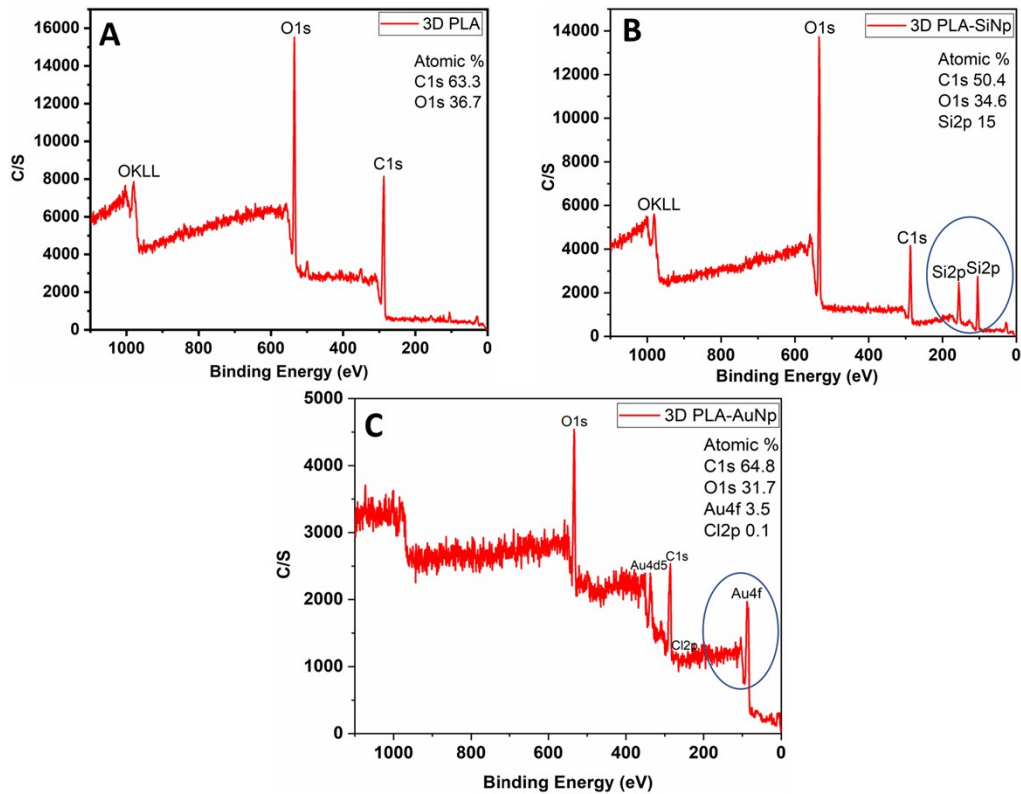 A
3D PLA
Atomic %
C1s 63.3
O1s 36.7
O1s
C1s
OKLL
C/S
16000
14000
12000
10000
8000
6000
4000
2000
0
1000 800 600 400 200 0
Binding Energy (eV)
B
3D PLA-SiNp
Atomic %
C1s 50.4
O1s 34.6
Si2p 15
O1s
OKLL
C1s
Si2p Si2p
C/S
14000
12000
10000
8000
6000
4000
2000
0
1000 800 600 400 200 0
Binding Energy (eV)
C
3D PLA-AuNp
Atomic %
C1s 64.8
O1s 31.7
Au4f 3.5
Cl2p 0.1
O1s
Au4d5
C1s
Cl2p
Au4f
C/S
5000
4000
3000
2000
1000
0
1000 800 600 400 200 0
Binding Energy (eV)